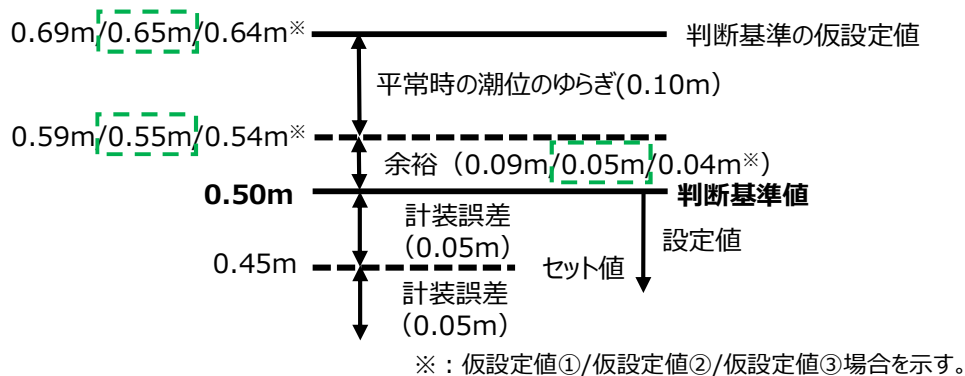 0.69m/0.65m/0.64m※
判断基準の仮設定値
平常時の潮位のゆらぎ(0.10m)
0.59m/0.55m/0.54m※
余裕（0.09m/0.05m/0.04m※）
0.50m
判断基準値
計装誤差
（0.05m）
設定値
0.45m
セット値
計装誤差
（0.05m）
※：仮設定値①/仮設定値②/仮設定値③場合を示す。